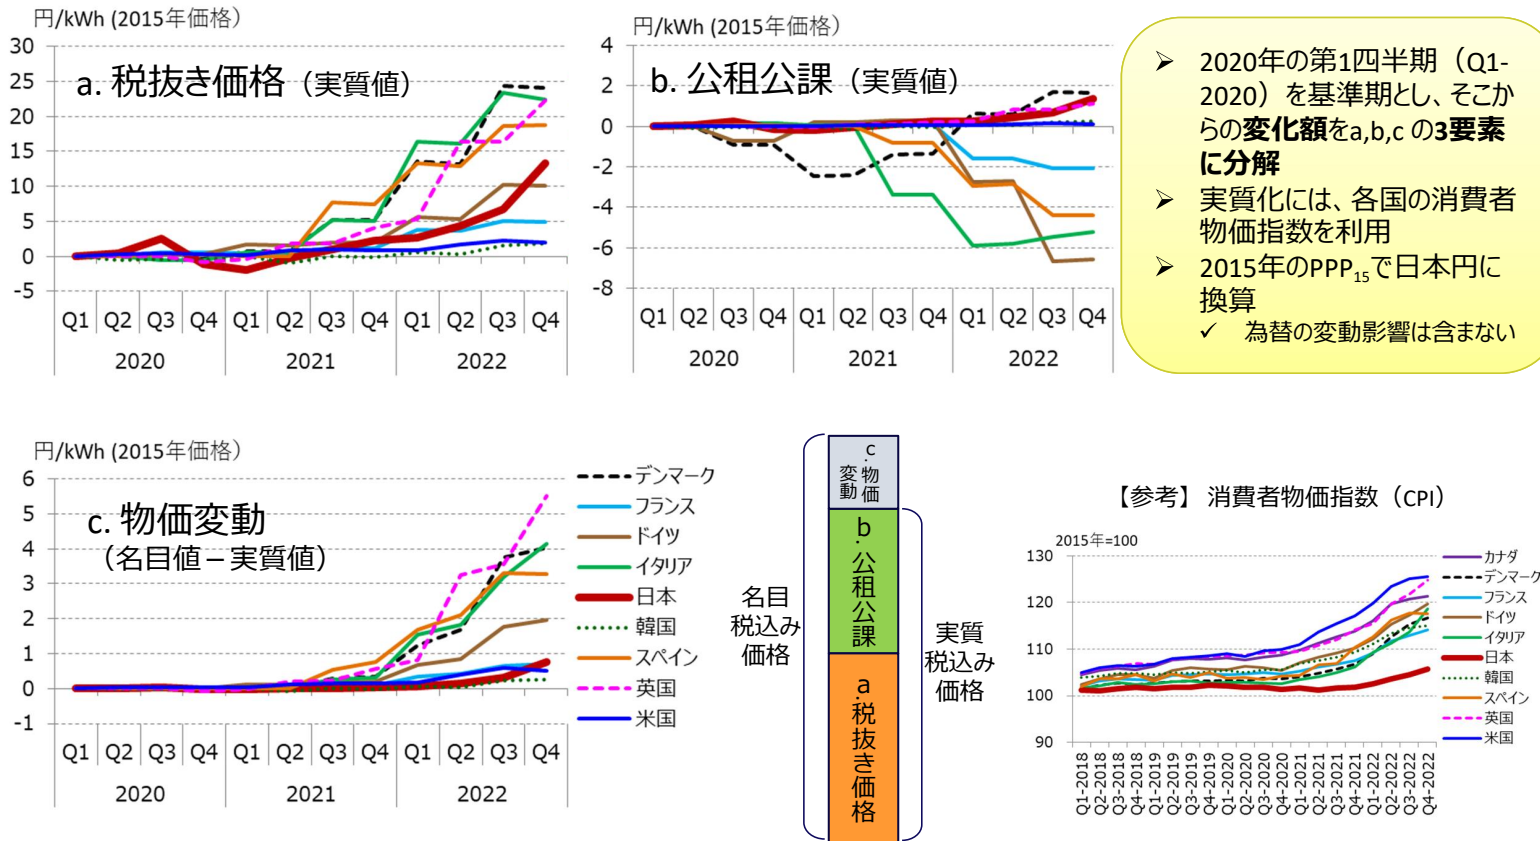 円/kWh (2015年価格)
a. 税抜き価格（実質値）
30
25
20
15
10
5
0
-5
Q1 Q2 Q3 Q4 Q1 Q2 Q3 Q4 Q1 Q2 Q3 Q4
2020 2021 2022
円/kWh (2015年価格)
b. 公租公課（実質値）
4
2
0
-2
-4
-6
-8
Q1 Q2 Q3 Q4 Q1 Q2 Q3 Q4 Q1 Q2 Q3 Q4
2020 2021 2022
➢ 2020年の第1四半期（Q1-
2020）を基準期とし、そこか
らの変化額をa,b,c の3要素
に分解
➢ 実質化には、各国の消費者
物価指数を利用
➢ 2015年のPPP15で日本円に
換算
✓ 為替の変動影響は含まない
円/kWh (2015年価格)
c. 物価変動
（名目値 – 実質値）
6
5
4
3
2
1
0
-1
Q1 Q2 Q3 Q4 Q1 Q2 Q3 Q4 Q1 Q2 Q3 Q4
2020 2021 2022
デンマーク
フランス
ドイツ
イタリア
日本
韓国
スペイン
英国
米国
名目
税込み
価格
c.物価変動
b.公租公課
a.税抜き価格
実質
税込み
価格
【参考】 消費者物価指数（CPI）
2015年=100
130
120
110
100
90
Q1-2018
Q2-2018
Q3-2018
Q4-2018
Q1-2019
Q2-2019
Q3-2019
Q4-2019
Q1-2020
Q2-2020
Q3-2020
Q4-2020
Q1-2021
Q2-2021
Q3-2021
Q4-2021
Q1-2022
Q2-2022
Q3-2022
Q4-2022
カナダ
デンマーク
フランス
ドイツ
イタリア
日本
韓国
スペイン
英国
米国